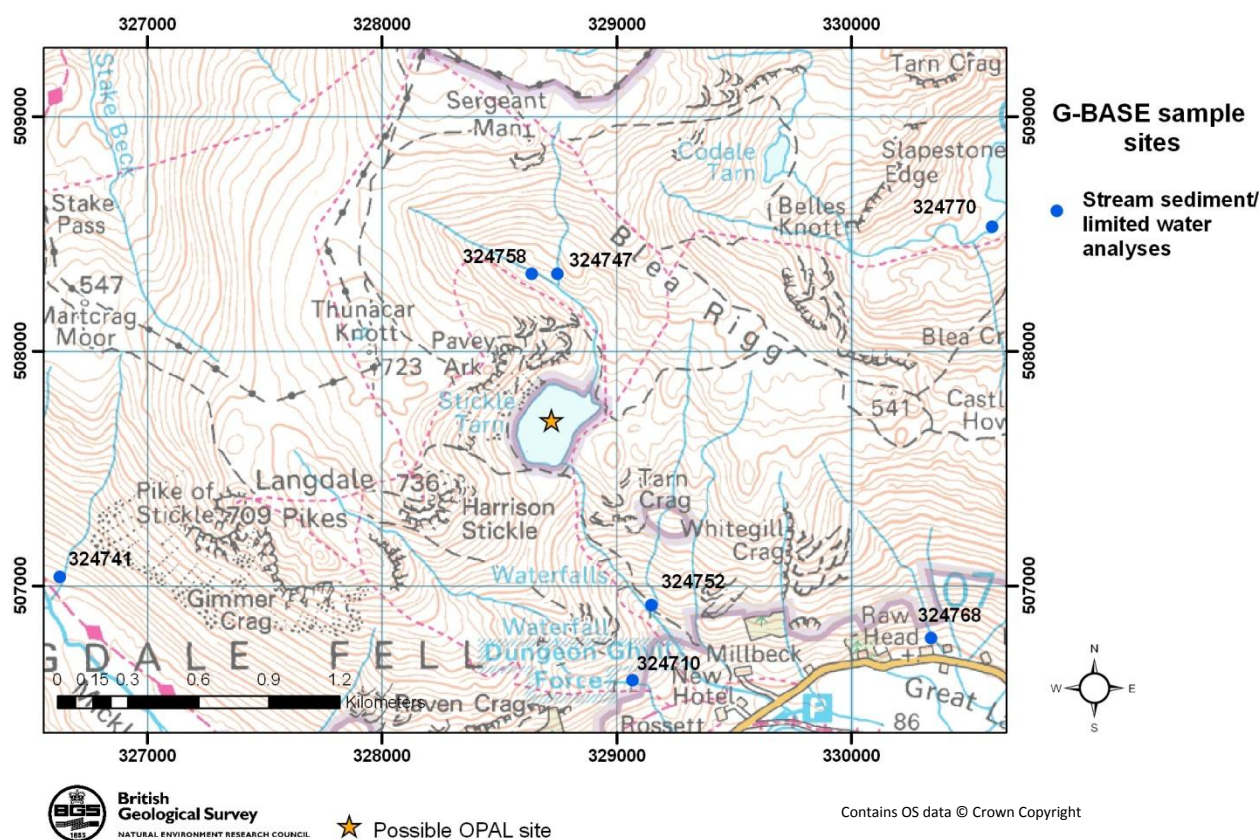 327000 328000 329000 330000
509000
508000
507000
Stake Beck
Sergeant
Man
Tarn Crag
Codale
Tarn
Slapestone
Edge
324770
Stake
Pass
Belles
Knott
324758
324747
Blea Rigg
547
Martcrag
Moor
Thunacar
Knott
723
Pavey
Ark
Stickle
Tarn
541
Langdale
Pikes
736
Harrison
Stickle
Tarn
Crag
Whitegill
Crag
Pike of
Stickle
709
324741
Gimmer
Crag
Waterfalls
324752
Waterfall
Raw
Head
324768
07
GDALE FELL
Dungeon Ghyll
Force
324710
Millbeck
New
Hotel
Rossett
Raven Crag
Great
86
P
0 0.15 0.3 0.6 0.9 1.2
Kilometers
509000
508000
507000
327000 328000 329000 330000
G-BASE sample
sites
Stream sediment/
limited water
analyses
N
W E
S
BGS
1835
British
Geological Survey
NATURAL ENVIRONMENT RESEARCH COUNCIL
Possible OPAL site
Contains OS data © Crown Copyright